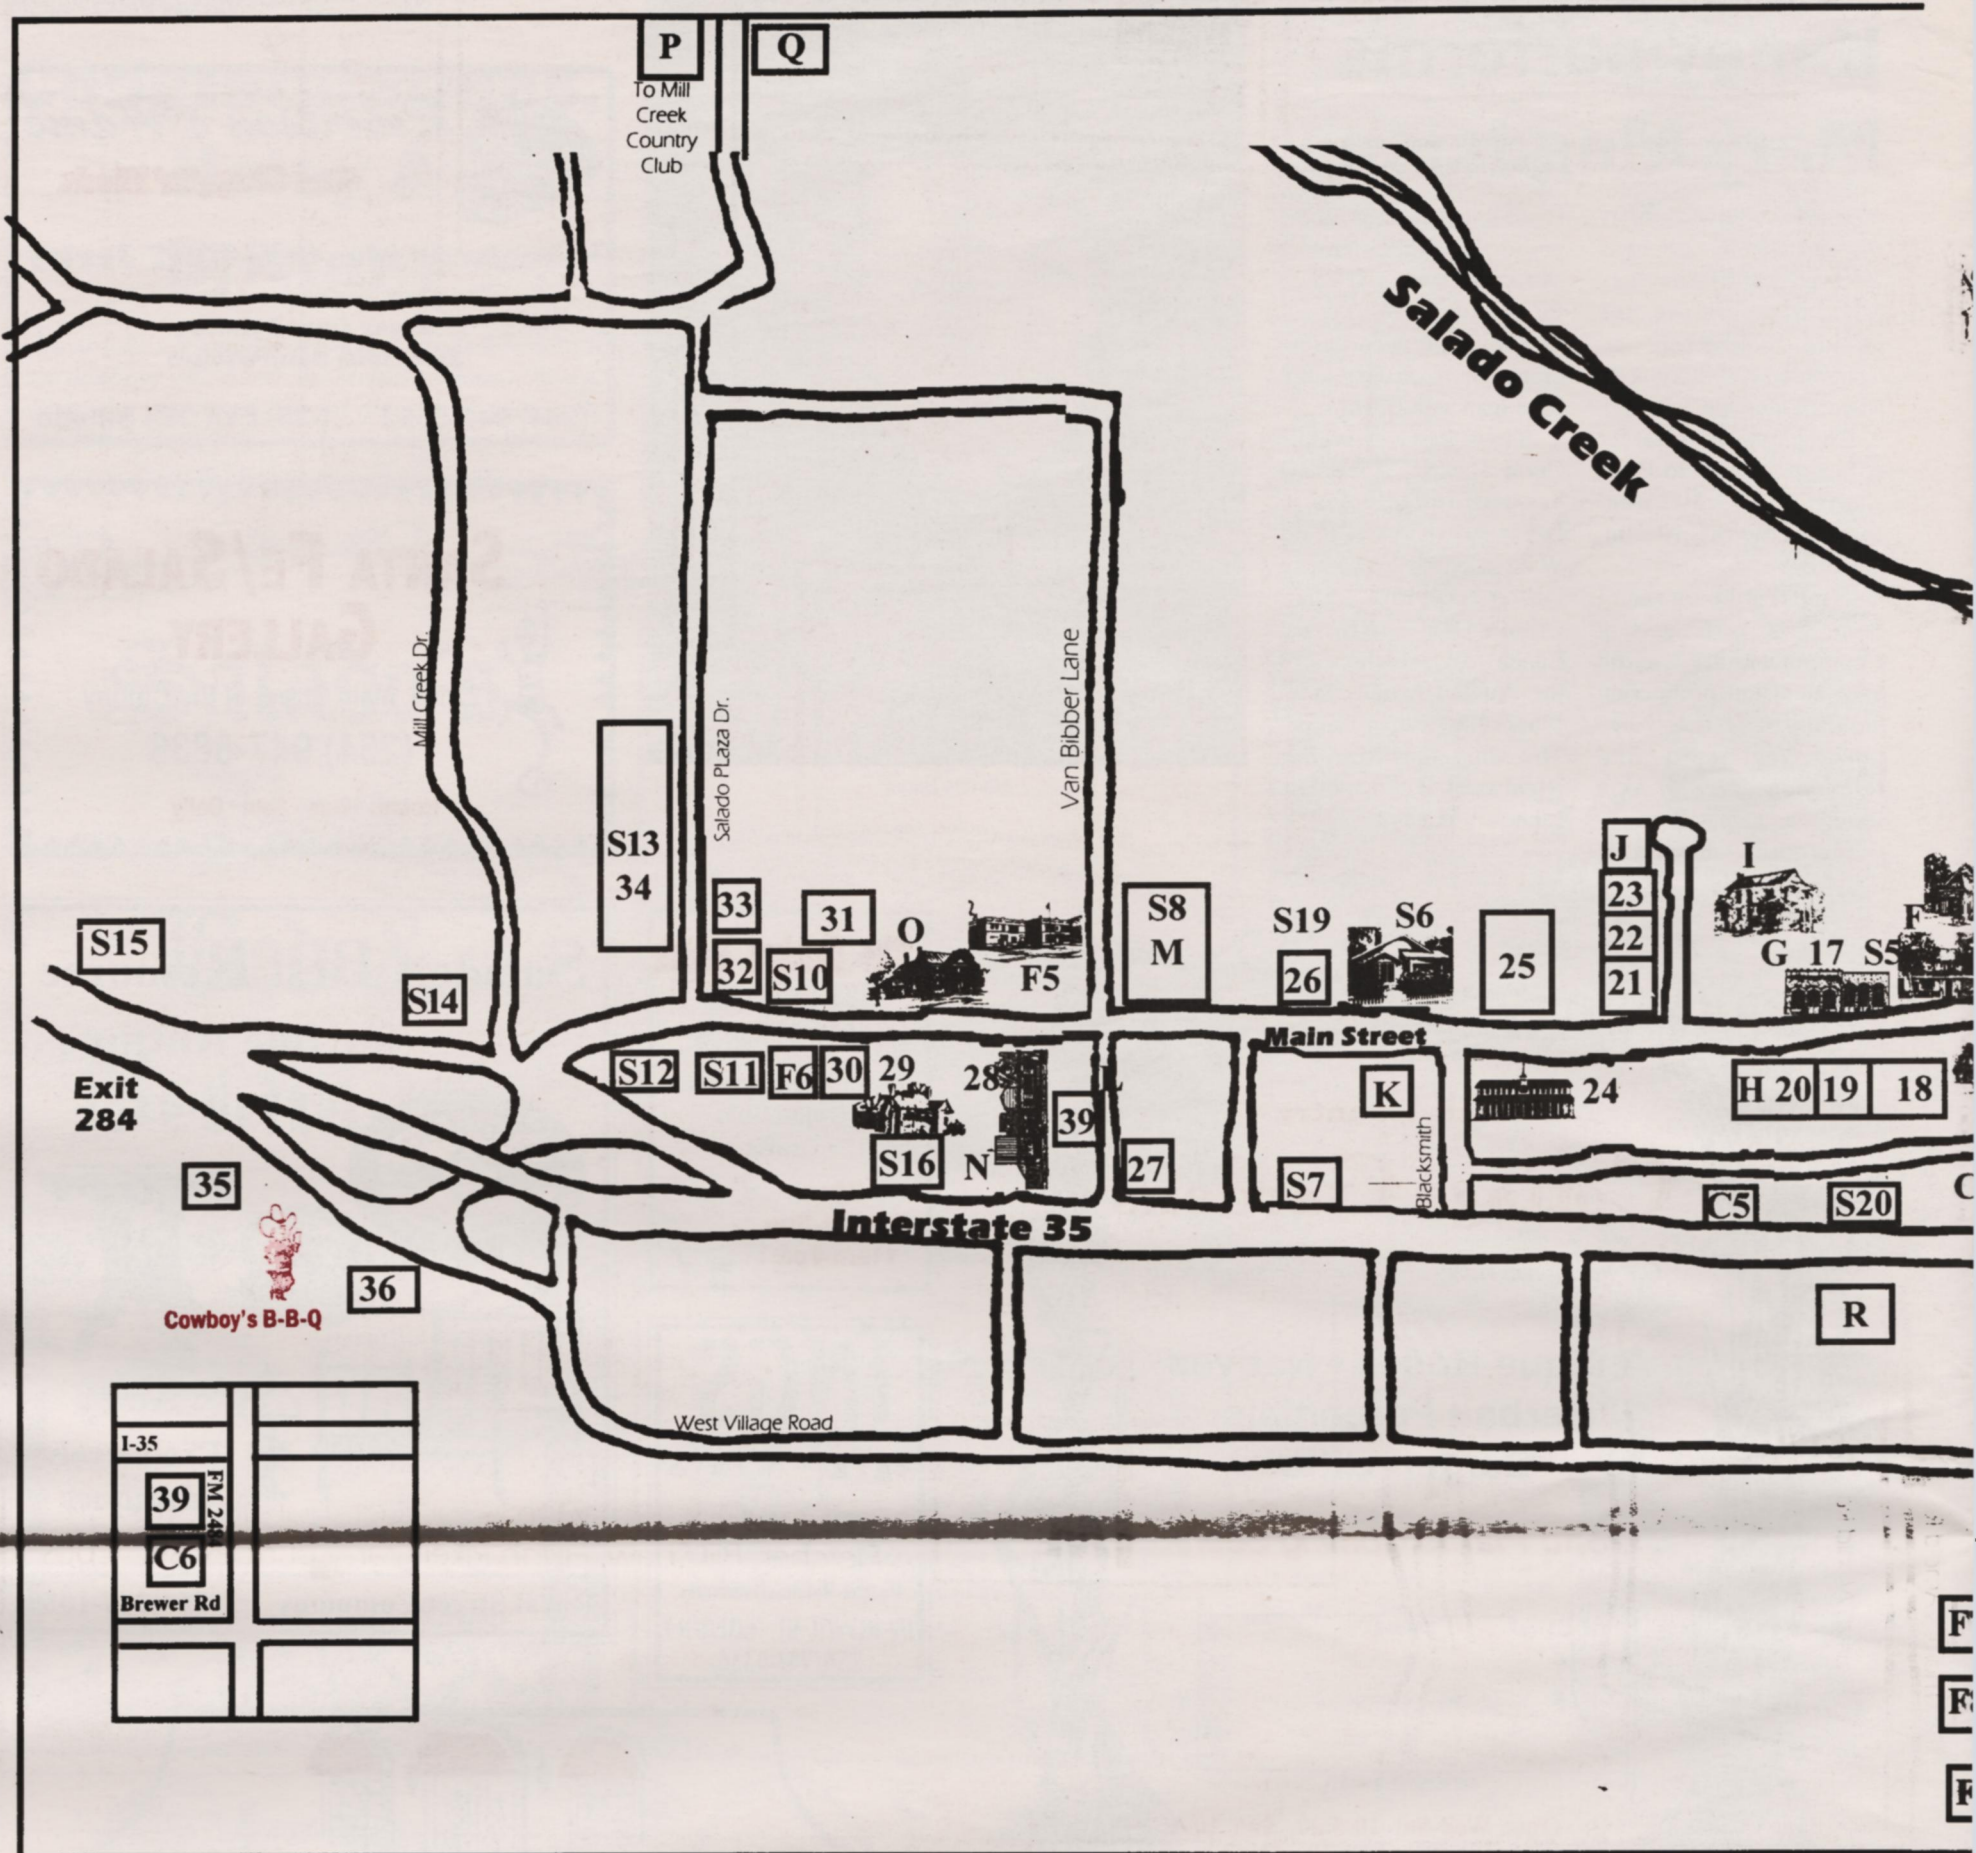 P
Q
To Mill
Creek
Country
Club
Salado Creek
Mill Creek Dr.
Salado PLaza Dr.
Van Bibber Lane
S13
34
33
32
31
S10
O
F5
S8
M
S19
26
S6
25
J
23
22
21
I
G 17 S5
F
S15
S14
Main Street
Exit
284
S12
S11
F6
30
29
28
39
L
K
24
H 20
19
18
S16
N
27
S7
Blacksmith
C5
S20
C
35
Interstate 35
36
Cowboy's B-B-Q
R
West Village Road
I-35
39
FM 2484
C6
Brewer Rd
F
F
F